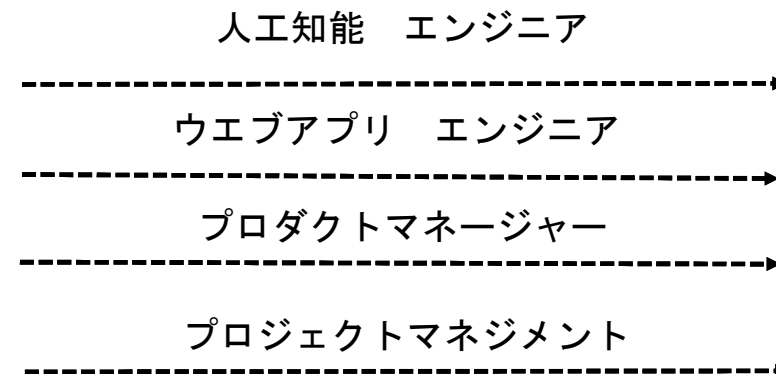 人工知能　エンジニア
ウエブアプリ　エンジニア
プロダクトマネージャー
プロジェクトマネジメント